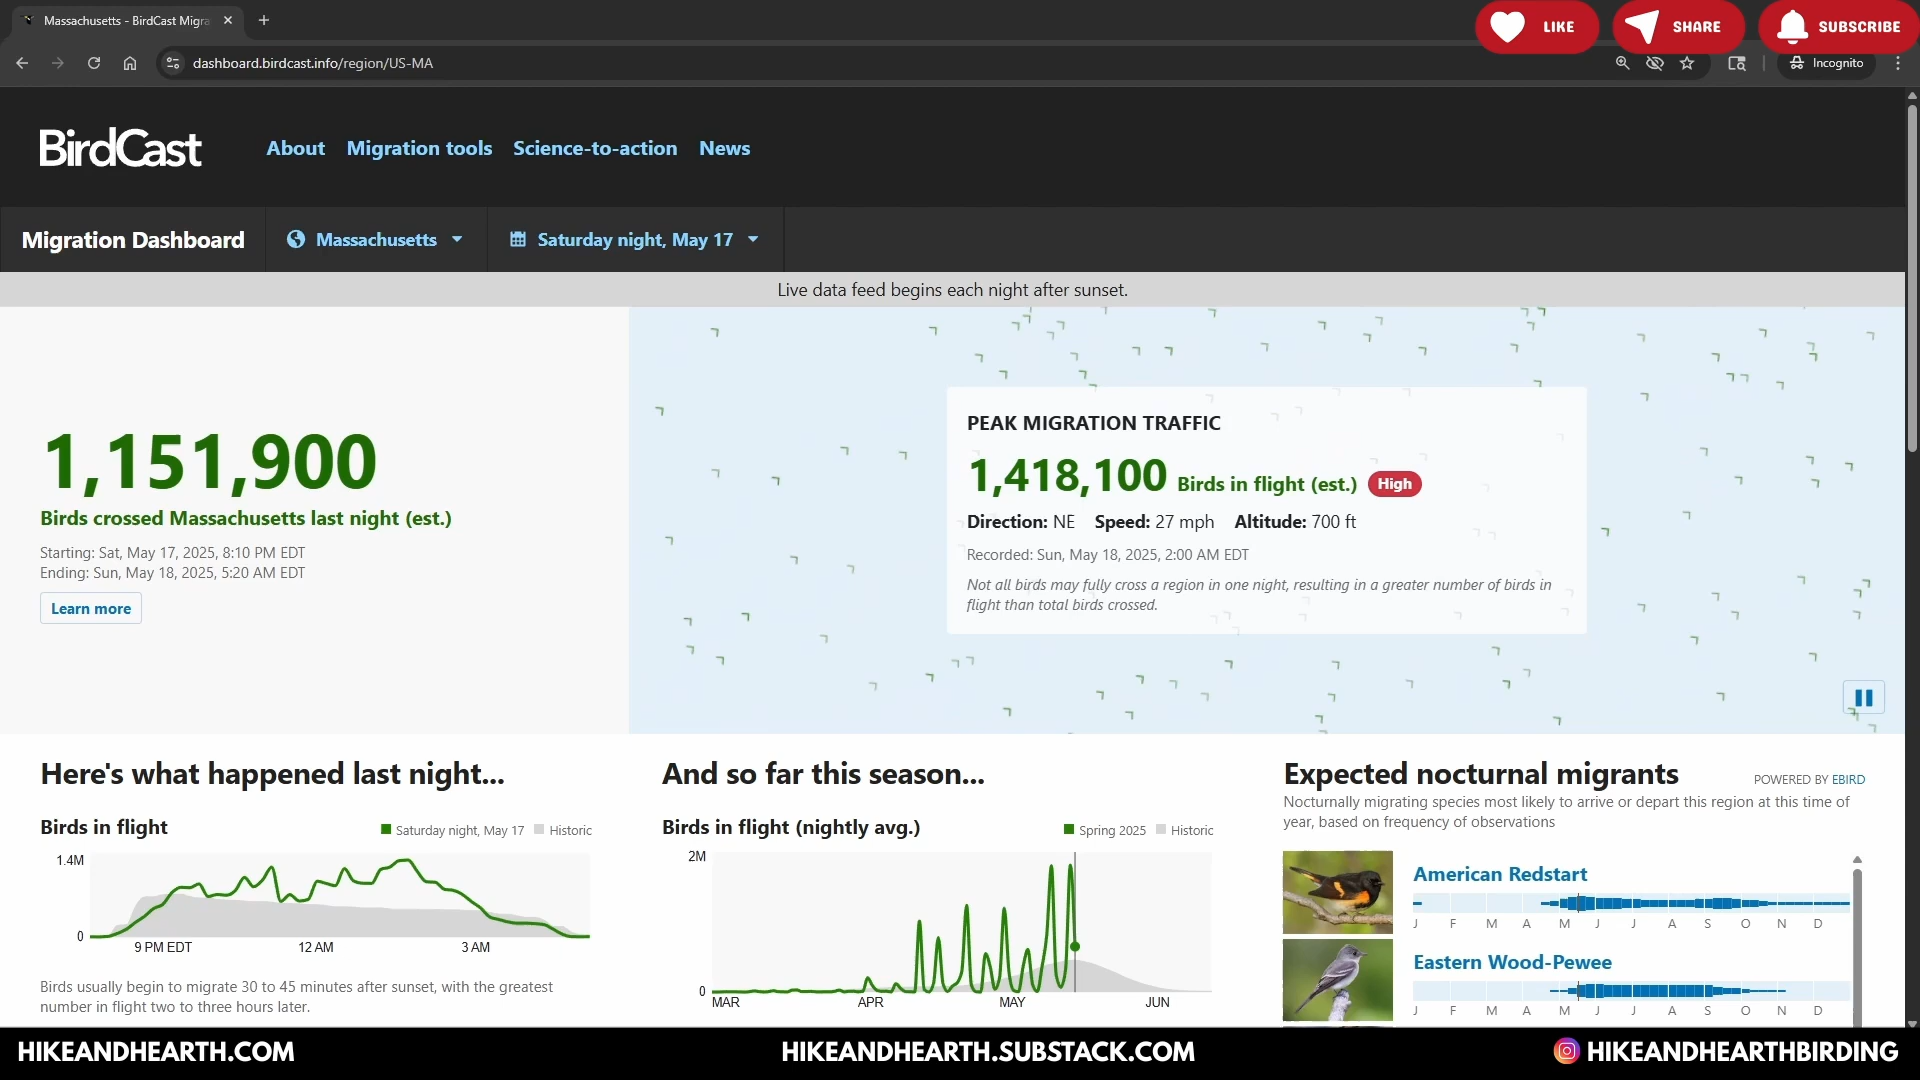 Massachusetts - BirdCast Migra
LIKE
SHARE
SUBSCRIBE
dashboard.birdcast.info/region/US-MA
Incognito
BirdCast
About
Migration tools
Science-to-action
News
Migration Dashboard
Massachusetts
Saturday night, May 17
Live data feed begins each night after sunset.
1,151,900
Birds crossed Massachusetts last night (est.)
Starting: Sat, May 17, 2025, 8:10 PM EDT
Ending: Sun, May 18, 2025, 5:20 AM EDT
Learn more
PEAK MIGRATION TRAFFIC
1,418,100 Birds in flight (est.) High
Direction: NE Speed: 27 mph Altitude: 700 ft
Recorded: Sun, May 18, 2025, 2:00 AM EDT
Not all birds may fully cross a region in one night, resulting in a greater number of birds in
flight than total birds crossed.
Here's what happened last night...
Birds in flight
Saturday night, May 17 Historic
1.4M
0
9 PM EDT 12 AM 3 AM
Birds usually begin to migrate 30 to 45 minutes after sunset, with the greatest
number in flight two to three hours later.
And so far this season...
Birds in flight (nightly avg.)
Spring 2025 Historic
2M
0
MAR APR MAY JUN
Expected nocturnal migrants
POWERED BY EBIRD
Nocturnally migrating species most likely to arrive or depart this region at this time of
year, based on frequency of observations
American Redstart
J F M A M J J A S O N D
Eastern Wood-Pewee
J F M A M J J A S O N D
HIKEANDHEARTH.COM
HIKEANDHEARTH.SUBSTACK.COM
HIKEANDHEARTHBIRDING